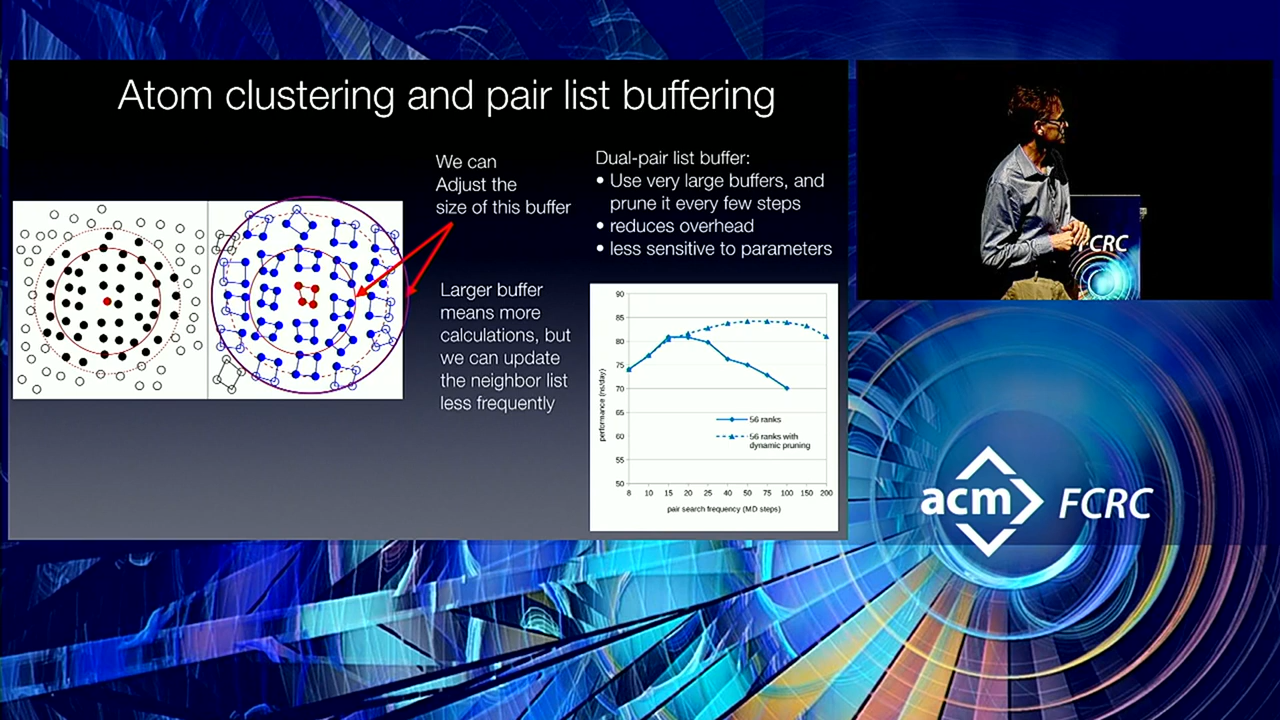 Atom clustering and pair list buffering
We can
Adjust the
size of this buffer
Larger buffer
means more
calculations, but
we can update
the neighbor list
less frequently
Dual-pair list buffer:
• Use very large buffers, and
prune it every few steps
• reduces overhead
• less sensitive to parameters
performance (ns/day)
90
85
80
75
70
65
60
55
50
56 ranks
56 ranks with
dynamic pruning
8 10 15 20 25 40 50 75 100 150 200
pair search frequency (MD steps)
FCRC
acm FCRC